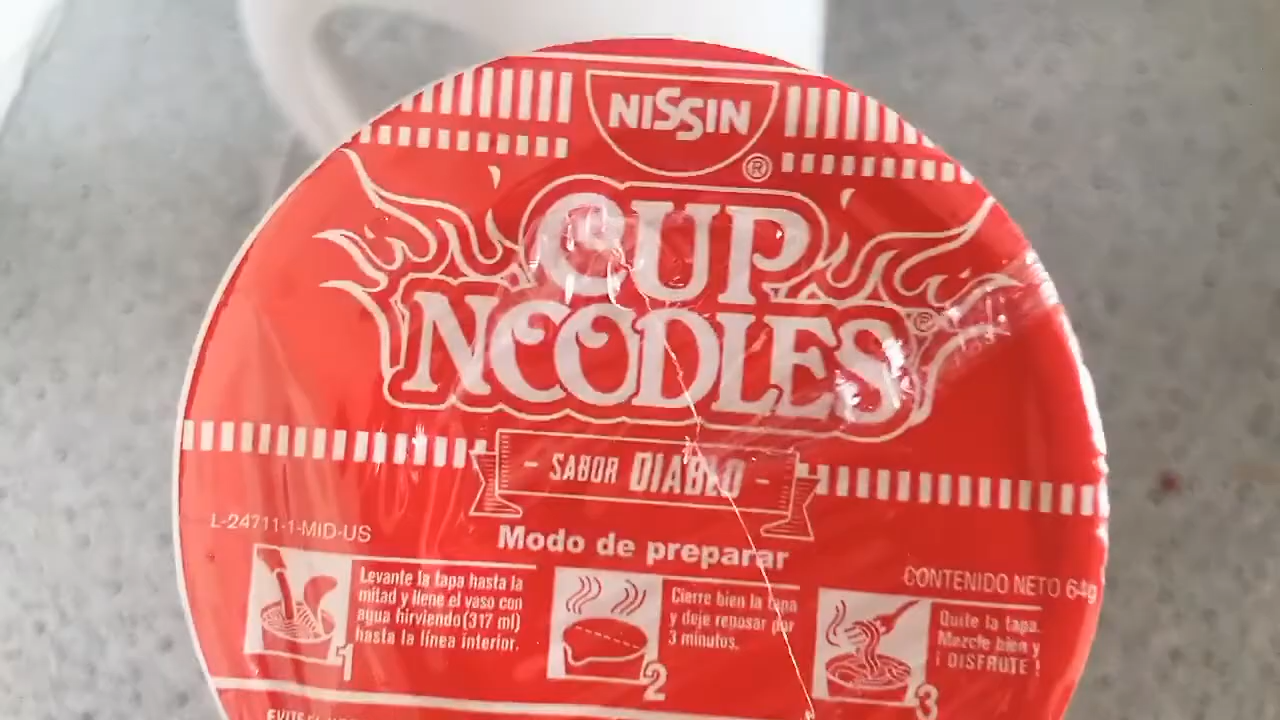 NISSIN
®
CUP
NOODLES®
- SABOR DIABLO -
L-24711-1-MID-US
Modo de preparar
CONTENIDO NETO 64g
Levante la tapa hasta la
mitad y llene el vaso con
agua hirviendo (317 ml)
hasta la línea interior.
1
Cierre bien la tapa
y deje reposar por
3 minutos.
2
Quite la tapa.
Mezcle bien y
¡ DISFRUTE !
3